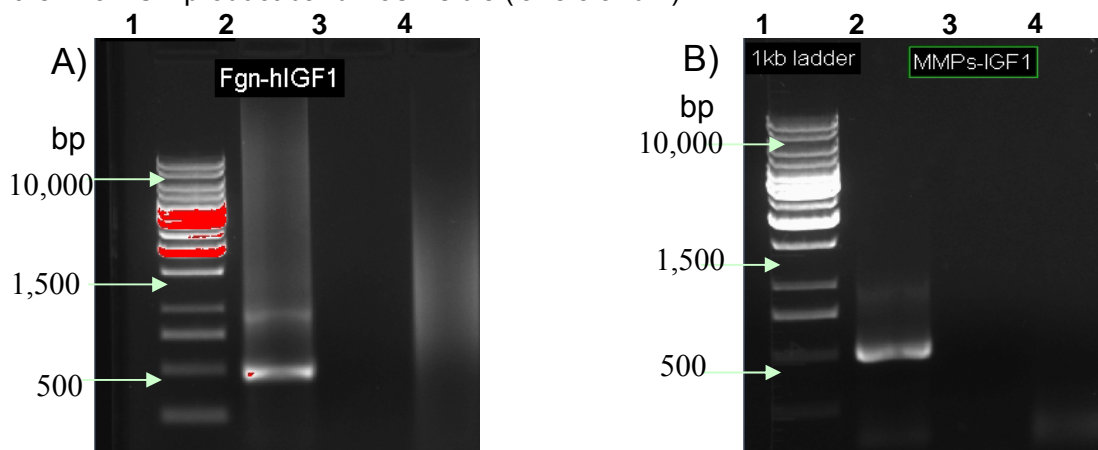 1 2 3 4
A)
Fgn-hIGF1
bp
10,000
1,500
500
1 2 3 4
B)
1kb ladder
MMPs-IGF1
bp
10,000
1,500
500